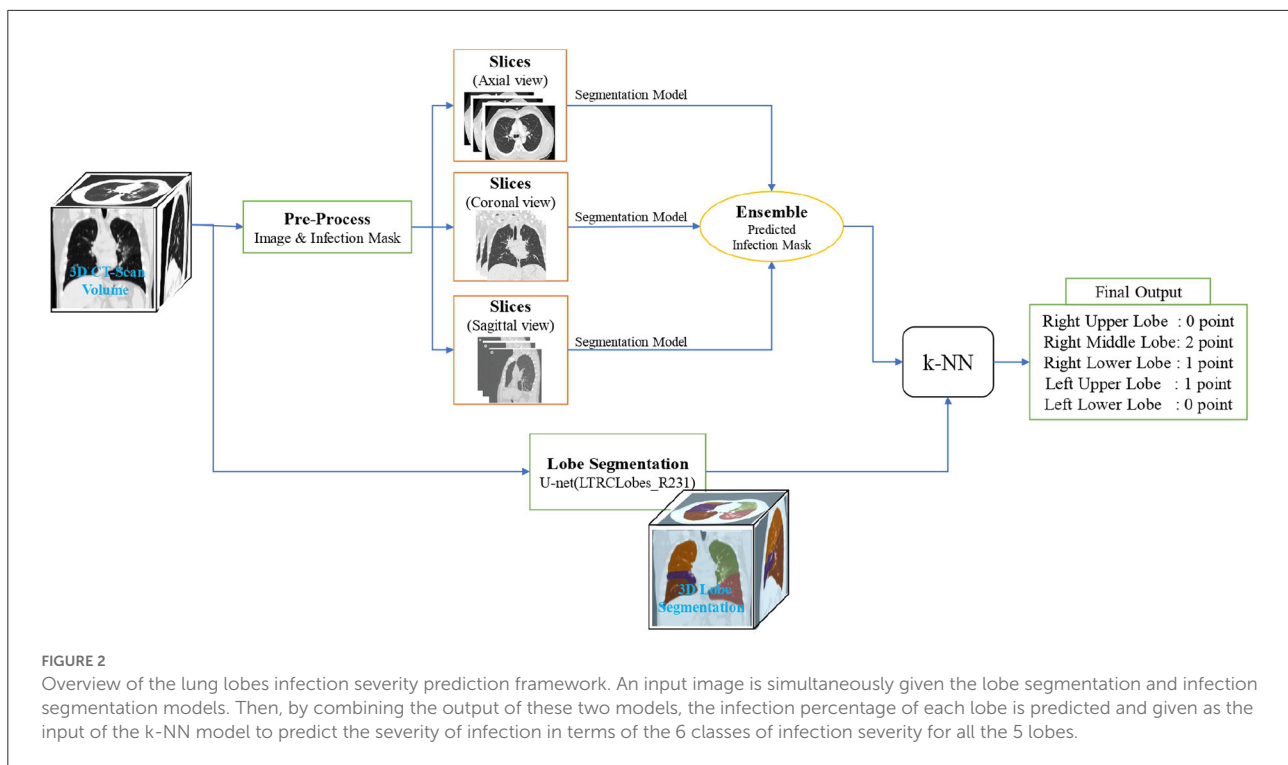 Slices
(Axial view)
Segmentation Model
3D CT-Scan
Volume
Pre-Process
Image & Infection Mask
Slices
(Coronal view)
Segmentation Model
Ensemble
Predicted
Infection Mask
Slices
(Sagittal view)
Segmentation Model
k-NN
Final Output
Right Upper Lobe : 0 point
Right Middle Lobe: 2 point
Right Lower Lobe : 1 point
Left Upper Lobe : 1 point
Left Lower Lobe : 0 point
Lobe Segmentation
U-net(LTRCLobes_R231)
3D Lobe
Segmentation
FIGURE 2
Overview of the lung lobes infection severity prediction framework. An input image is simultaneously given the lobe segmentation and infection
segmentation models. Then, by combining the output of these two models, the infection percentage of each lobe is predicted and given as the
input of the k-NN model to predict the severity of infection in terms of the 6 classes of infection severity for all the 5 lobes.